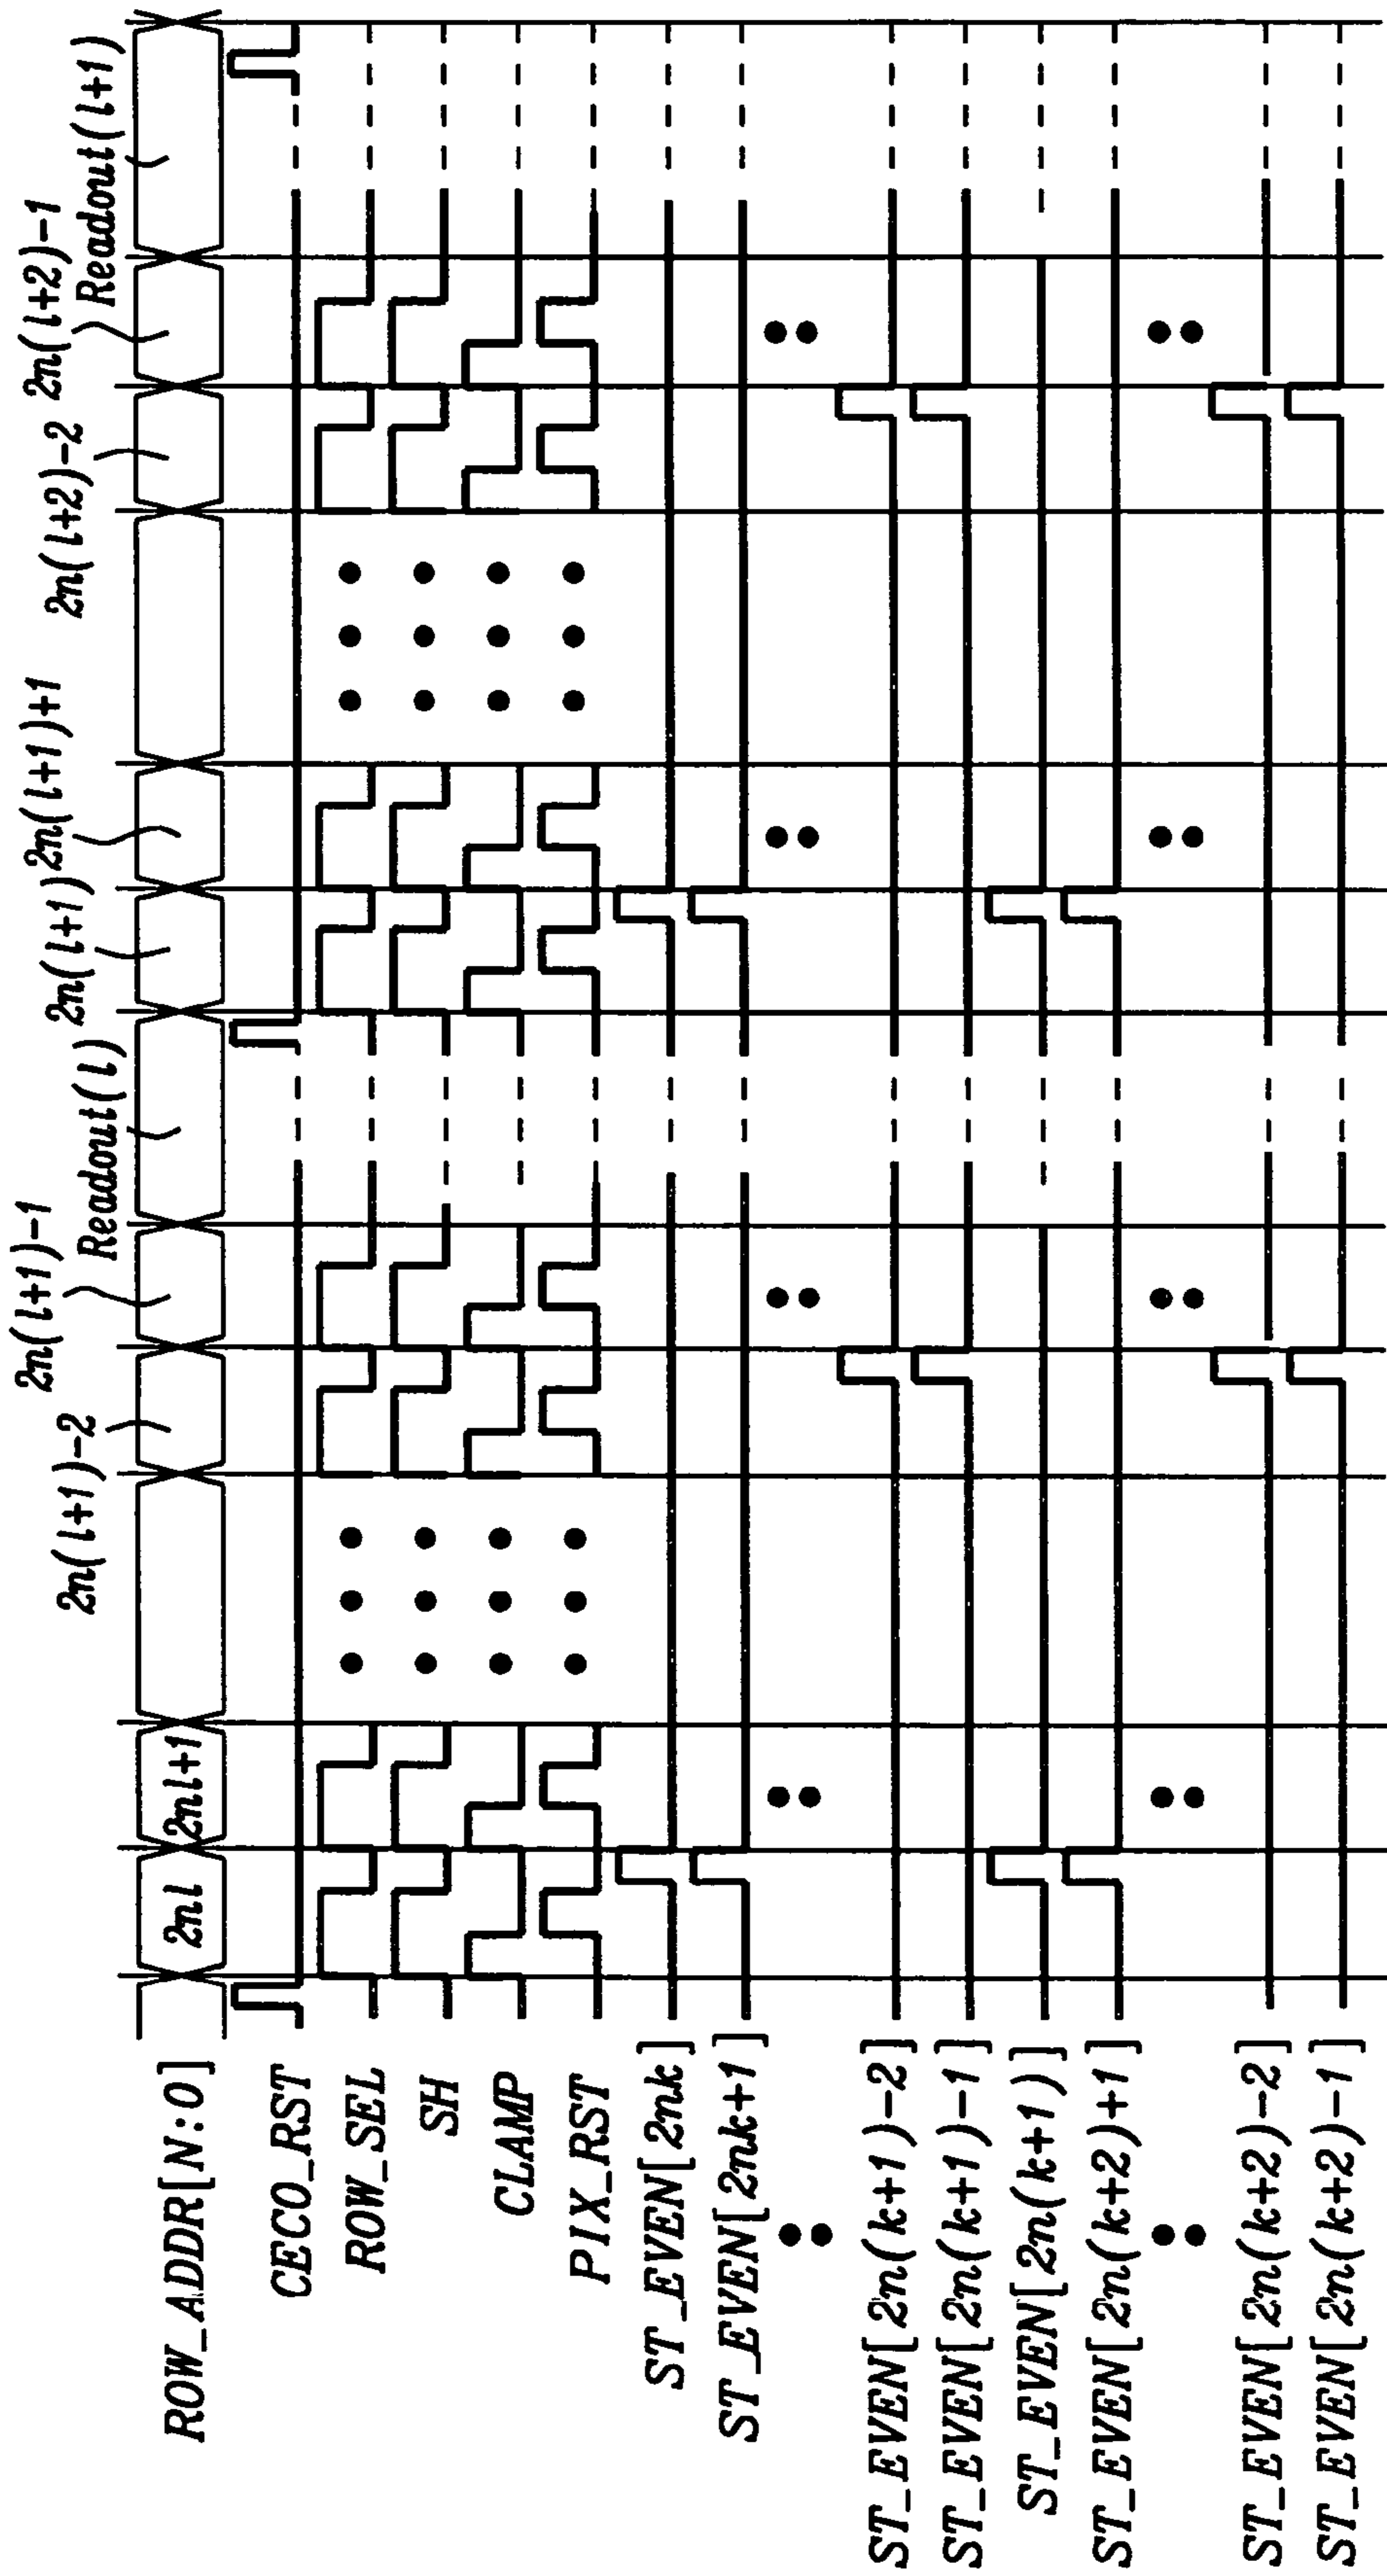 2nl
2nl+1
2n(l+1)-2
2n(l+1)-1
Readout(l)
2n(l+1)
2n(l+1)+1
2n(l+2)-2
2n(l+2)-1
Readout(l+1)
ROW_ADDR[N:0]
CECO_RST
ROW_SEL
SH
CLAMP
PIX_RST
ST_EVEN[2nk]
ST_EVEN[2nk+1]
ST_EVEN[2n(k+1)-2]
ST_EVEN[2n(k+1)-1]
ST_EVEN[2n(k+1)]
ST_EVEN[2n(k+2)+1]
ST_EVEN[2n(k+2)-2]
ST_EVEN[2n(k+2)-1]